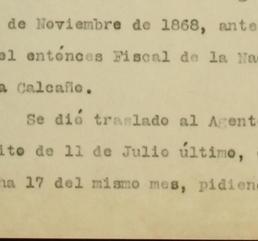 de Noviembre de 1868, ante
el entónces Fiscal de la Na
a Calcaño.
Se dió traslado al Agent
ito de 11 de Julio último,
ha 17 del mismo mes, pidien